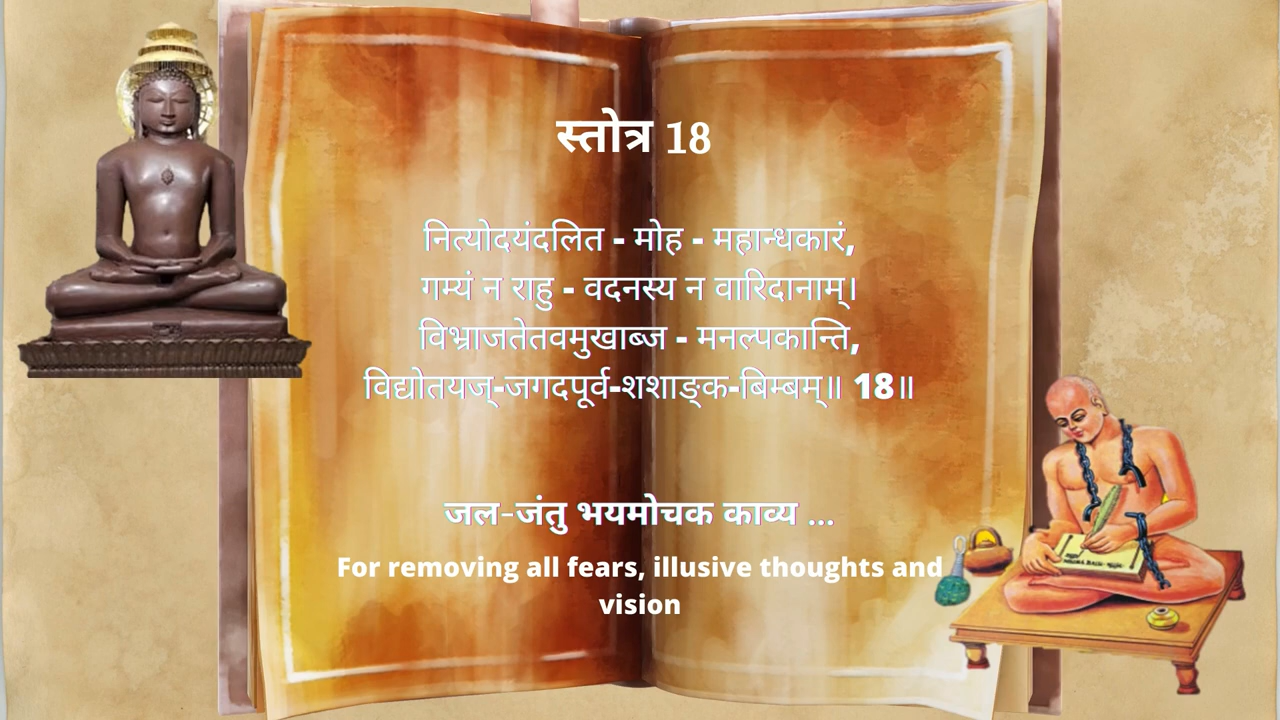 स्तोत्र 18
नित्योदयंदलित - मोह - महान्धकारं,
गम्यं न राहु - वदनस्य न वारिदानाम्।
विभ्राजतेतवमुखाब्ज - मनल्पकान्ति,
विद्योतयज्-जगदपूर्व-शशाङ्क-बिम्बम्॥ 18॥
जल-जंतु भयमोचक काव्य ...
For removing all fears, illusive thoughts and
vision